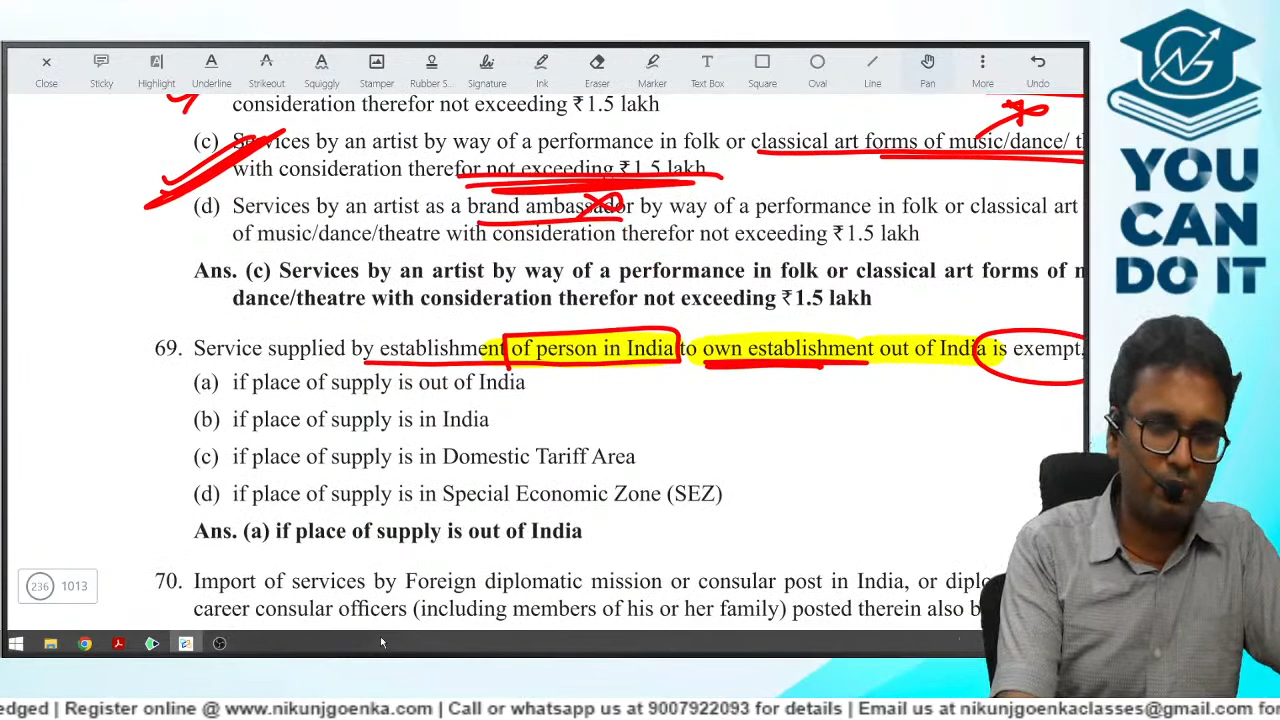 Close
Sticky
Highlight
Underline
Strikeout
Squiggly
Stamper
Rubber S...
Signature
Ink
Eraser
Marker
Text Box
Square
Oval
Line
Pan
More
Undo
consideration therefor not exceeding ₹1.5 lakh
(c) Services by an artist by way of a performance in folk or classical art forms of music/dance/
with consideration therefor not exceeding ₹1.5 lakh
(d) Services by an artist as a brand ambassador by way of a performance in folk or classical art
of music/dance/theatre with consideration therefor not exceeding ₹1.5 lakh
Ans. (c) Services by an artist by way of a performance in folk or classical art forms of
dance/theatre with consideration therefor not exceeding ₹1.5 lakh
69. Service supplied by establishment of person in India to own establishment out of India is exempt,
(a) if place of supply is out of India
(b) if place of supply is in India
(c) if place of supply is in Domestic Tariff Area
(d) if place of supply is in Special Economic Zone (SEZ)
Ans. (a) if place of supply is out of India
236 1013
70. Import of services by Foreign diplomatic mission or consular post in India, or
career consular officers (including members of his or her family) posted therein also
YOU
CAN
DO IT
edged | Register online @ www.nikunjgoenka.com | Call or whatsapp us at 9007922093 for details | Email us at nikunjgoenkaclasses@gmail.com